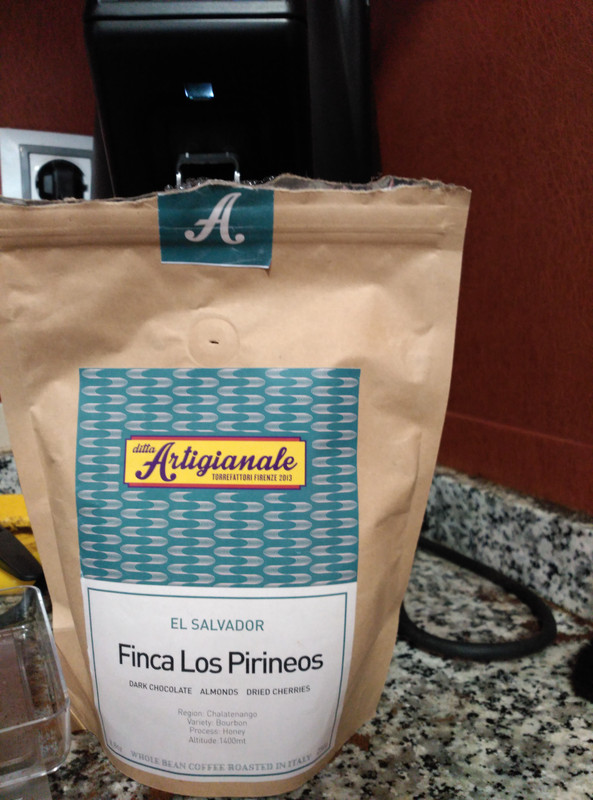 A
ditta
Artigianale
TORREFATTORI FIRENZE 2013
EL SALVADOR
Finca Los Pirineos
DARK CHOCOLATE ALMONDS DRIED CHERRIES
Region: Chalatenango
Variety: Bourbon
Process: Honey
Altitude:1400mt
WHOLE BEAN COFFEE ROASTED IN ITALY